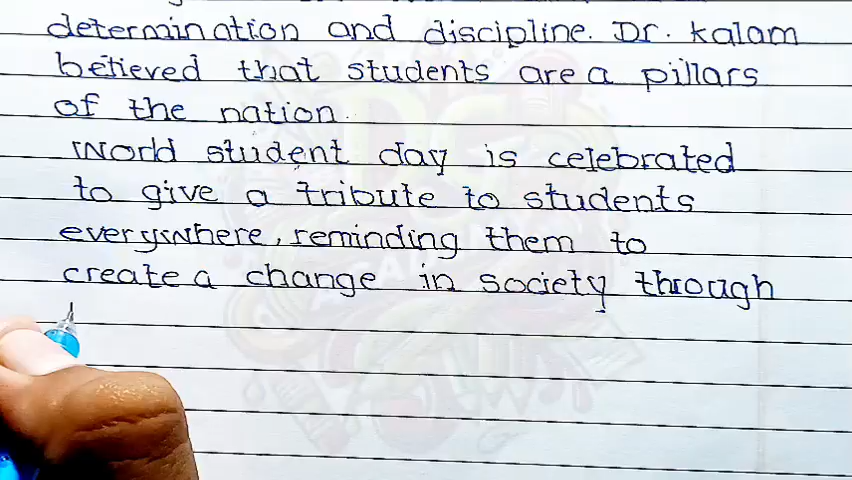 determination and discipline. Dr. Kalam
believed that students are a pillars
of the nation.
World student day is celebrated
to give a tribute to students
everywhere, reminding them to
create a change in society through